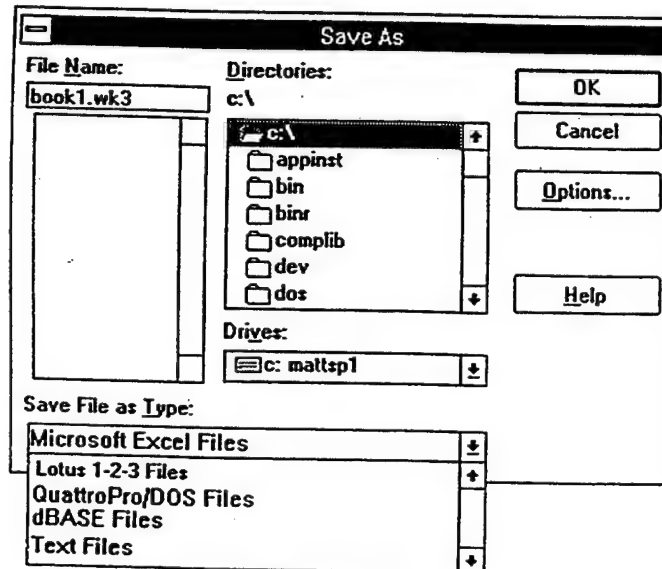 Save As
File Name:
book1.wk3
Directories:
c:\
c:\
appinst
bin
binr
complib
dev
dos
Drives:
c: mattsp1
OK
Cancel
Options...
Help
Save File as Type:
Microsoft Excel Files
Lotus 1-2-3 Files
QuattroPro/DOS Files
dBASE Files
Text Files